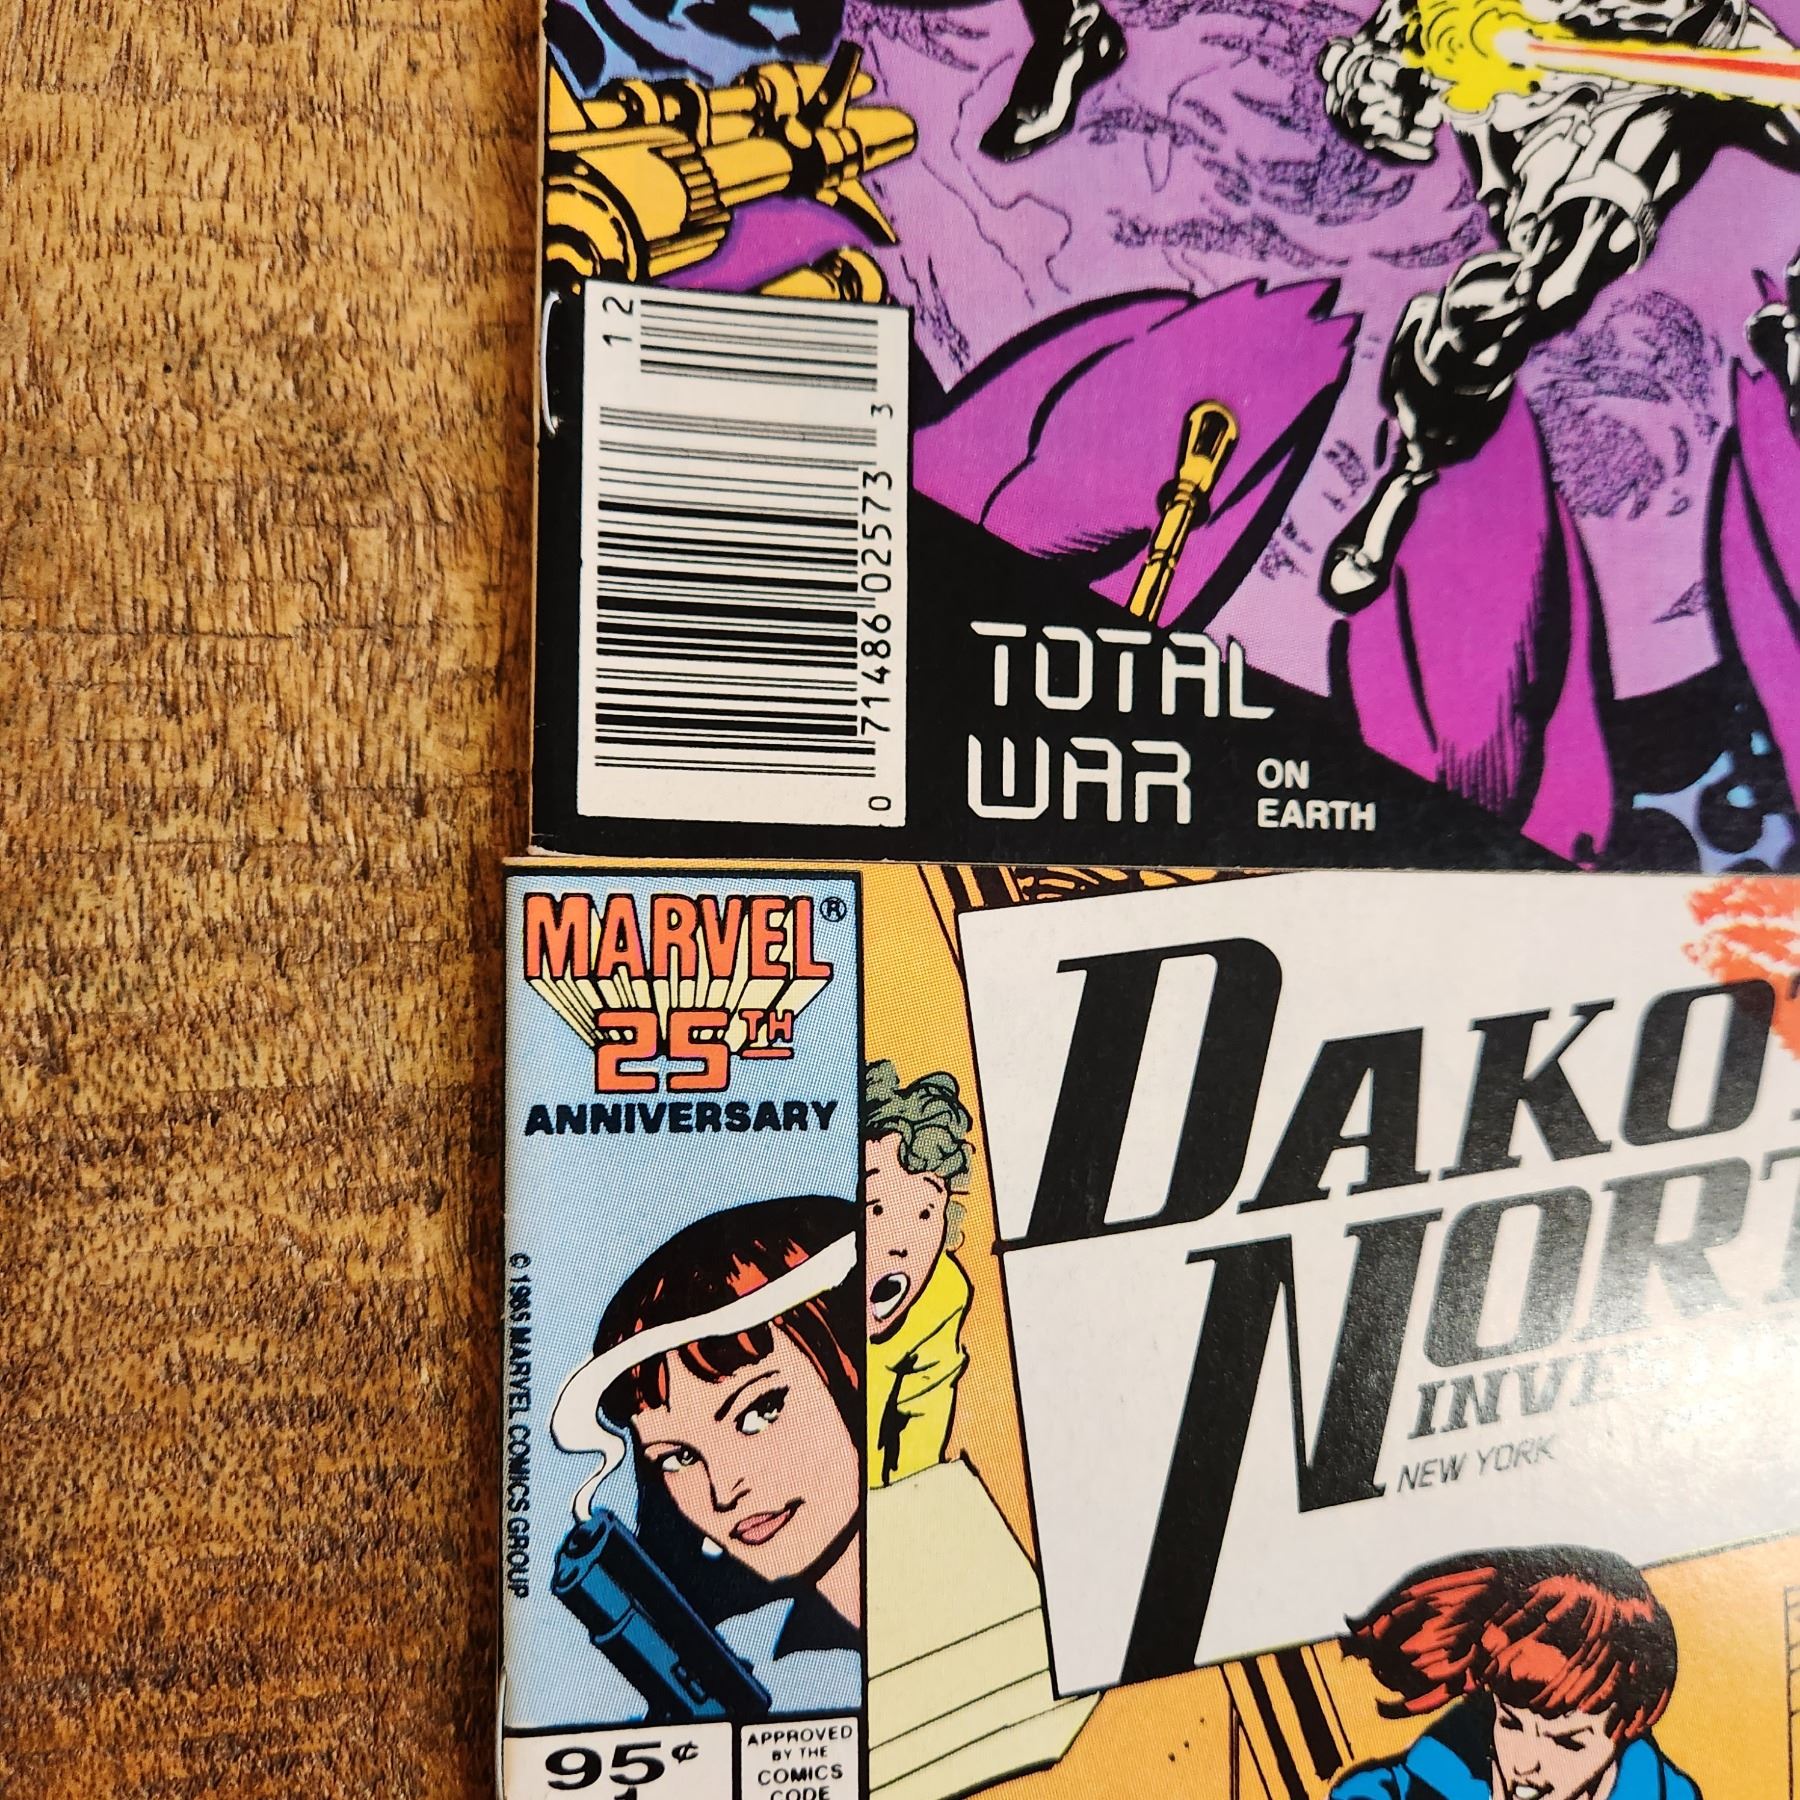 12
0 71486 02573 3
TOTAL
WAR ON
EARTH
MARVEL®
25TH
ANNIVERSARY
© 1985 MARVEL COMICS GROUP
95¢
APPROVED
BY THE
COMICS
CODE
DAKOT
NORT
INVE
NEW YORK